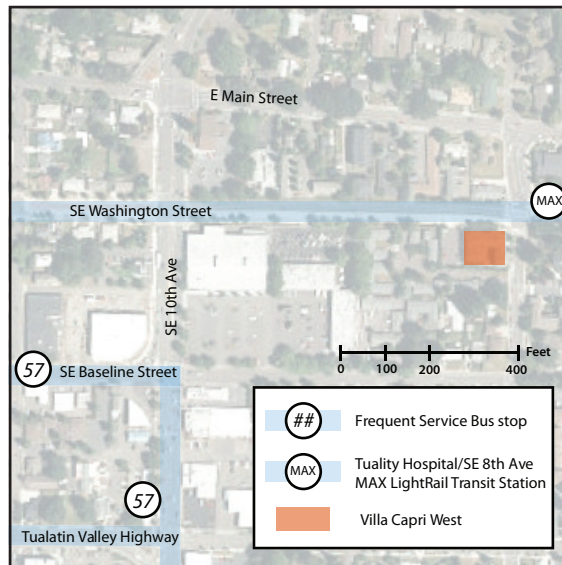 E Main Street
SE Washington Street
MAX
SE 10th Ave
Feet
0 100 200 400
57
SE Baseline Street
57
Tualatin Valley Highway
## Frequent Service Bus stop
MAX Tuality Hospital/SE 8th Ave
MAX LightRail Transit Station
Villa Capri West